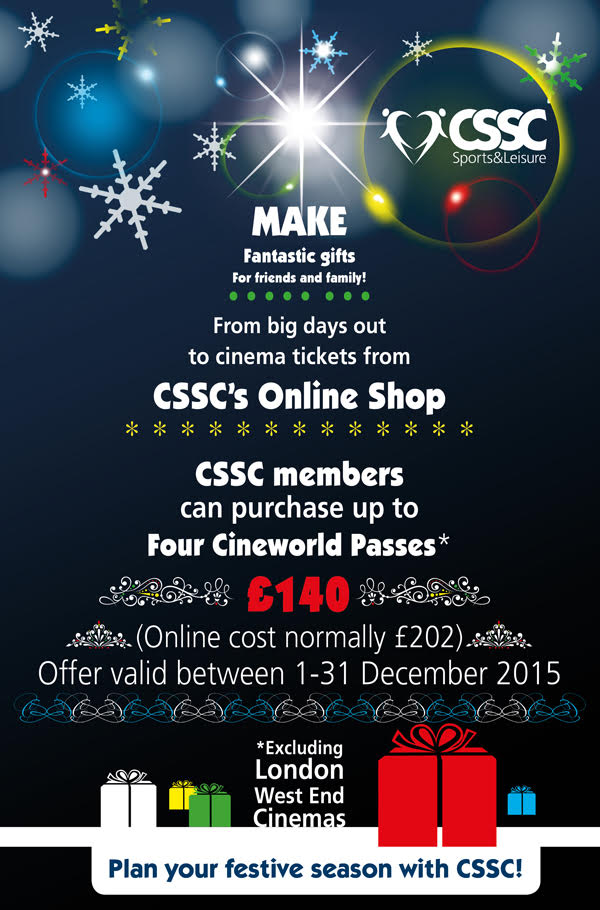 CSSC
Sports&Leisure
MAKE
Fantastic gifts
For friends and family!
From big days out
to cinema tickets from
CSSC's Online Shop
CSSC members
can purchase up to
Four Cineworld Passes*
£140
(Online cost normally £202)
Offer valid between 1-31 December 2015
*Excluding
London
West End
Cinemas
Plan your festive season with CSSC!